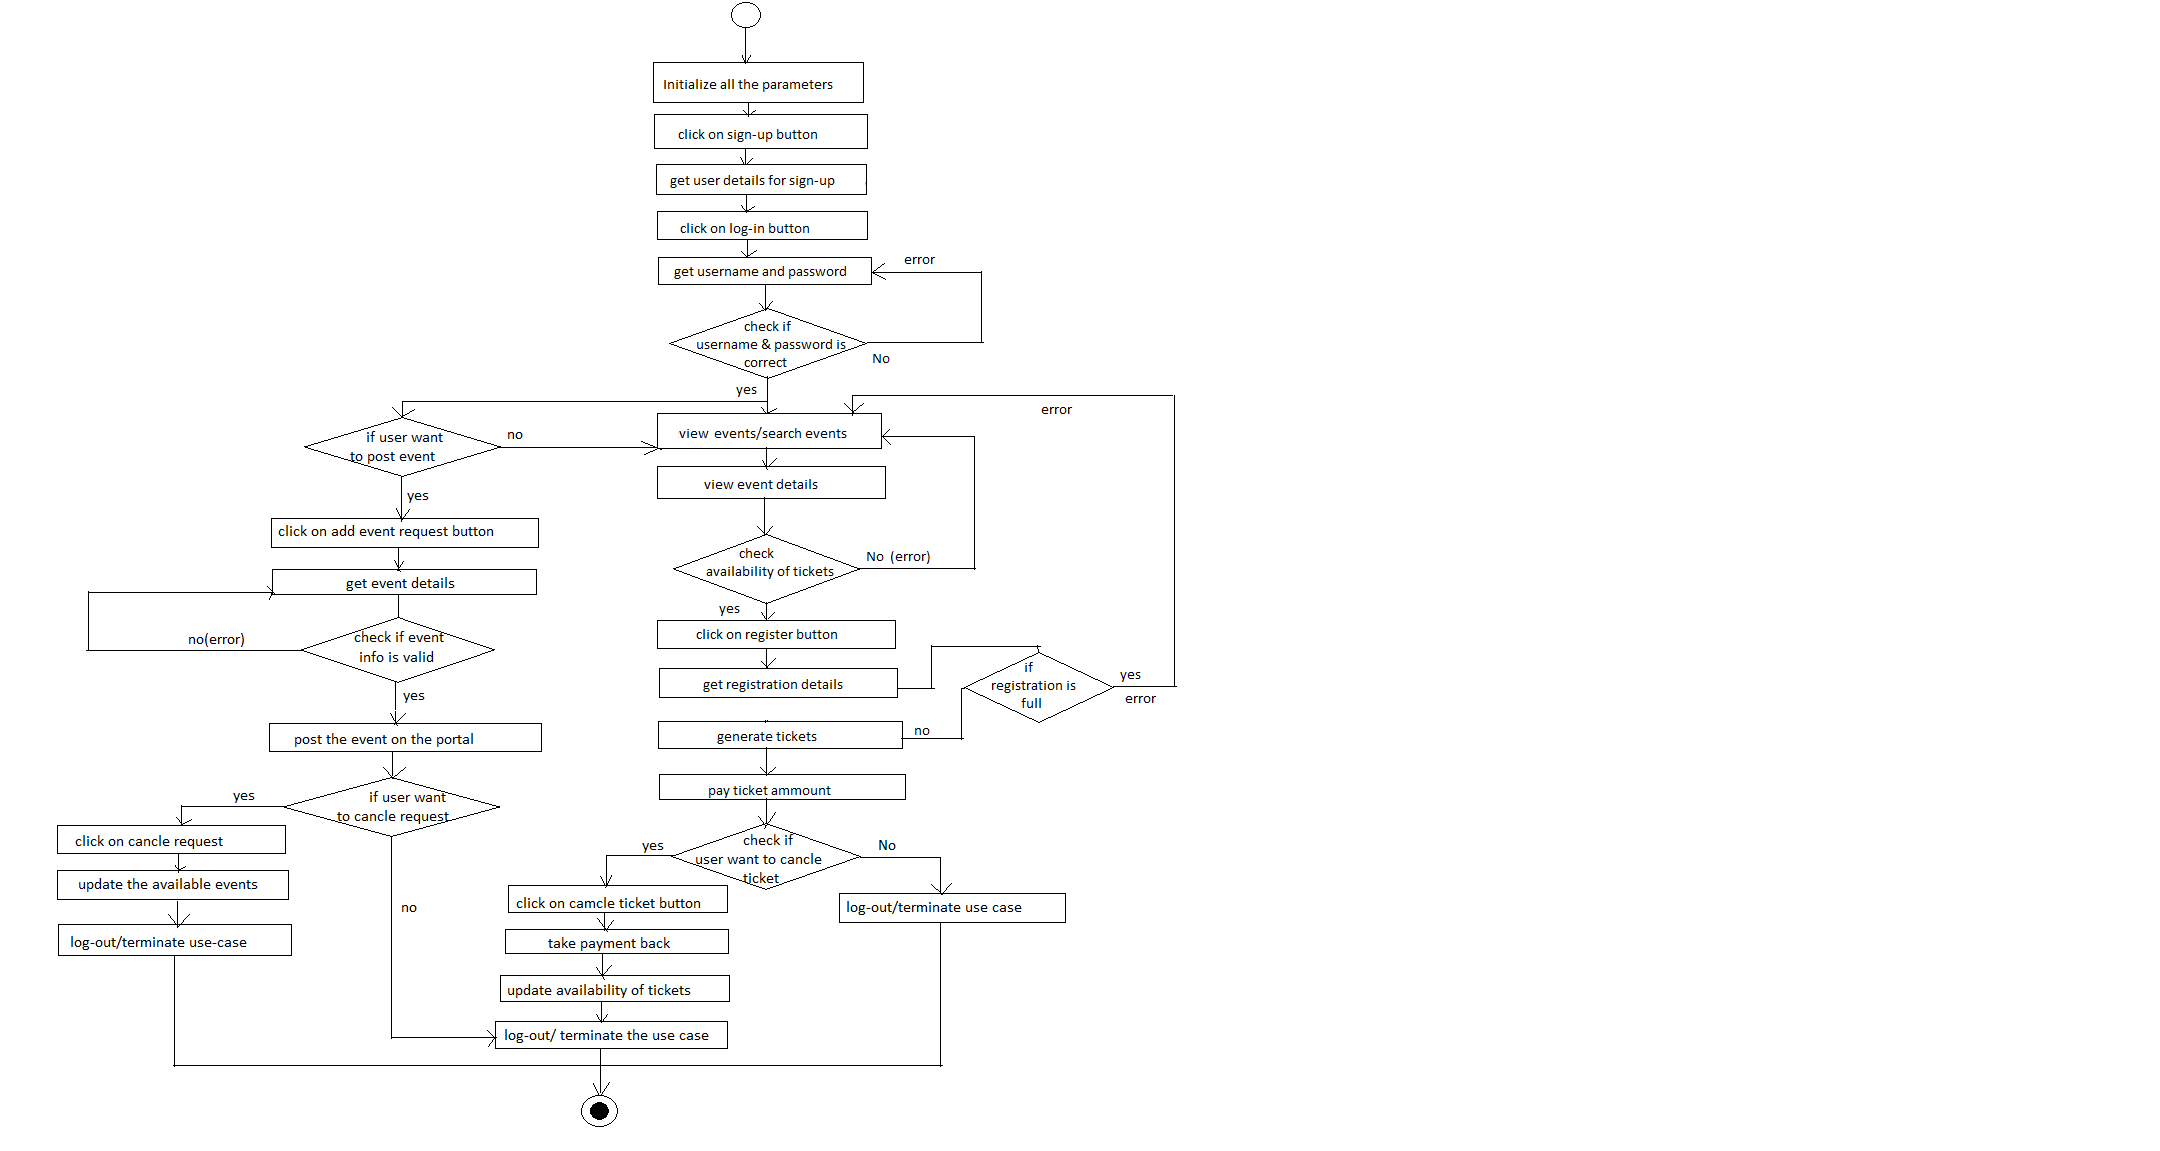 Initialize all the parameters
click on sign-up button
get user details for sign-up
click on log-in button
get username and password
error
check if
username & password is
correct
No
yes
error
if user want
to post event
no
view events/search events
yes
view event details
click on add event request button
check
availability of tickets
No (error)
get event details
yes
no(error)
check if event
info is valid
click on register button
yes
get registration details
if
registration is
full
yes
error
post the event on the portal
generate tickets
no
yes
if user want
to cancle request
pay ticket ammount
click on cancle request
yes
check if
user want to cancle
ticket
No
update the available events
no
click on camcle ticket button
log-out/terminate use case
log-out/terminate use-case
take payment back
update availability of tickets
log-out/ terminate the use case